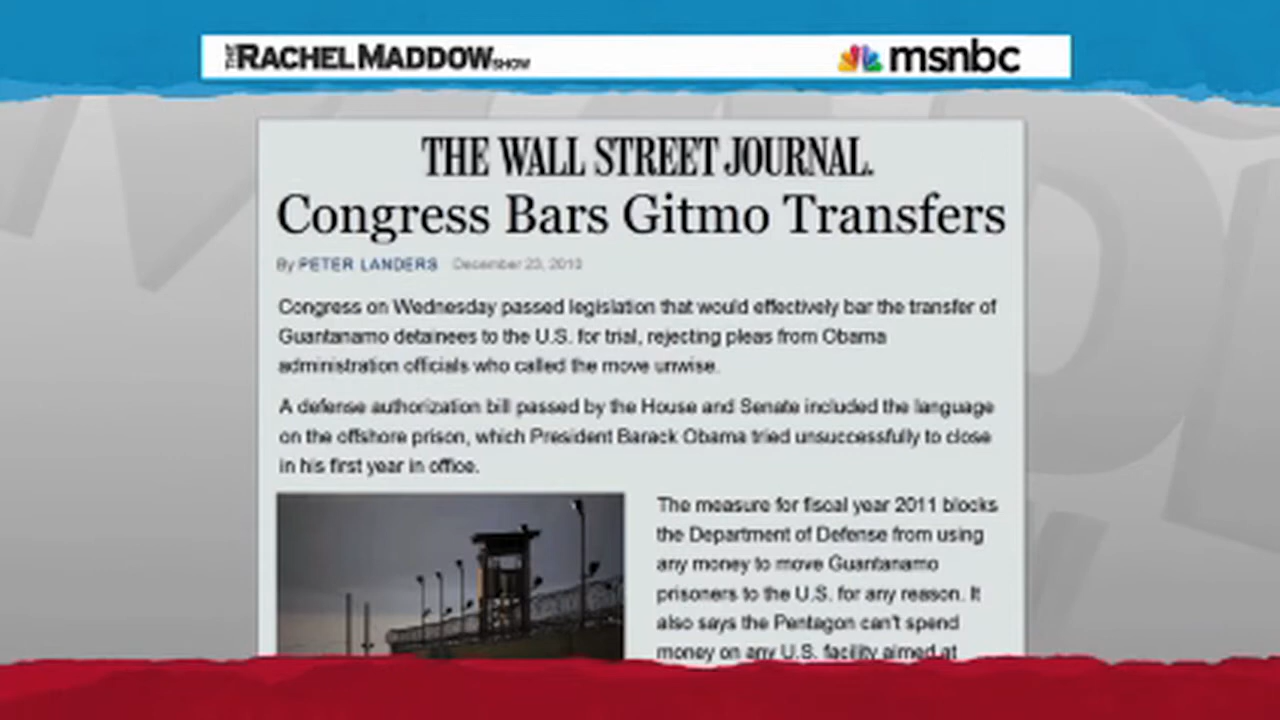 THE RACHEL MADDOW SHOW
msnbc
THE WALL STREET JOURNAL.
Congress Bars Gitmo Transfers
By PETER LANDERS December 23, 2010
Congress on Wednesday passed legislation that would effectively bar the transfer of
Guantanamo detainees to the U.S. for trial, rejecting pleas from Obama
administration officials who called the move unwise.
A defense authorization bill passed by the House and Senate included the language
on the offshore prison, which President Barack Obama tried unsuccessfully to close
in his first year in office.
The measure for fiscal year 2011 blocks
the Department of Defense from using
any money to move Guantanamo
prisoners to the U.S. for any reason. It
also says the Pentagon can't spend
money on any U.S. facility aimed at